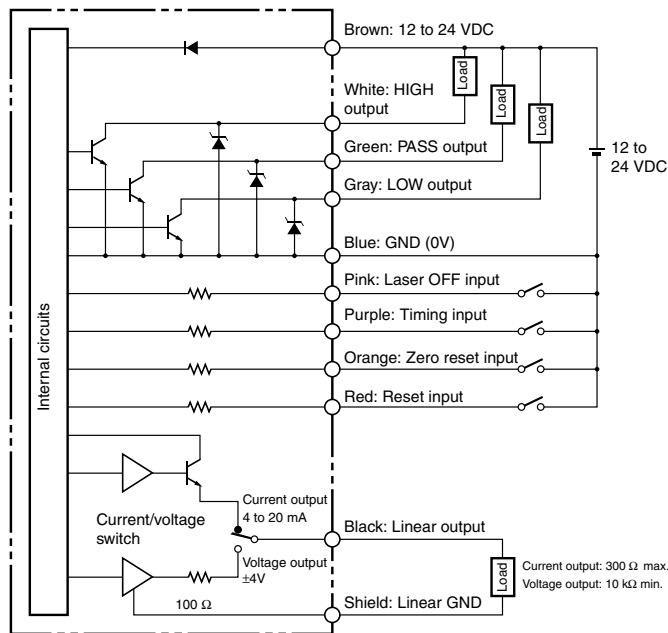 Brown: 12 to 24 VDC
Load
White: HIGH
output
Load
Load
Green: PASS output
12 to
24 VDC
Gray: LOW output
Blue: GND (0V)
Pink: Laser OFF input
Purple: Timing input
Internal circuits
Orange: Zero reset input
Red: Reset input
Current output
4 to 20 mA
Current/voltage
switch
Black: Linear output
Voltage output
±4V
Load
Current output: 300 Ω max.
Voltage output: 10 kΩ min.
100 Ω
Shield: Linear GND